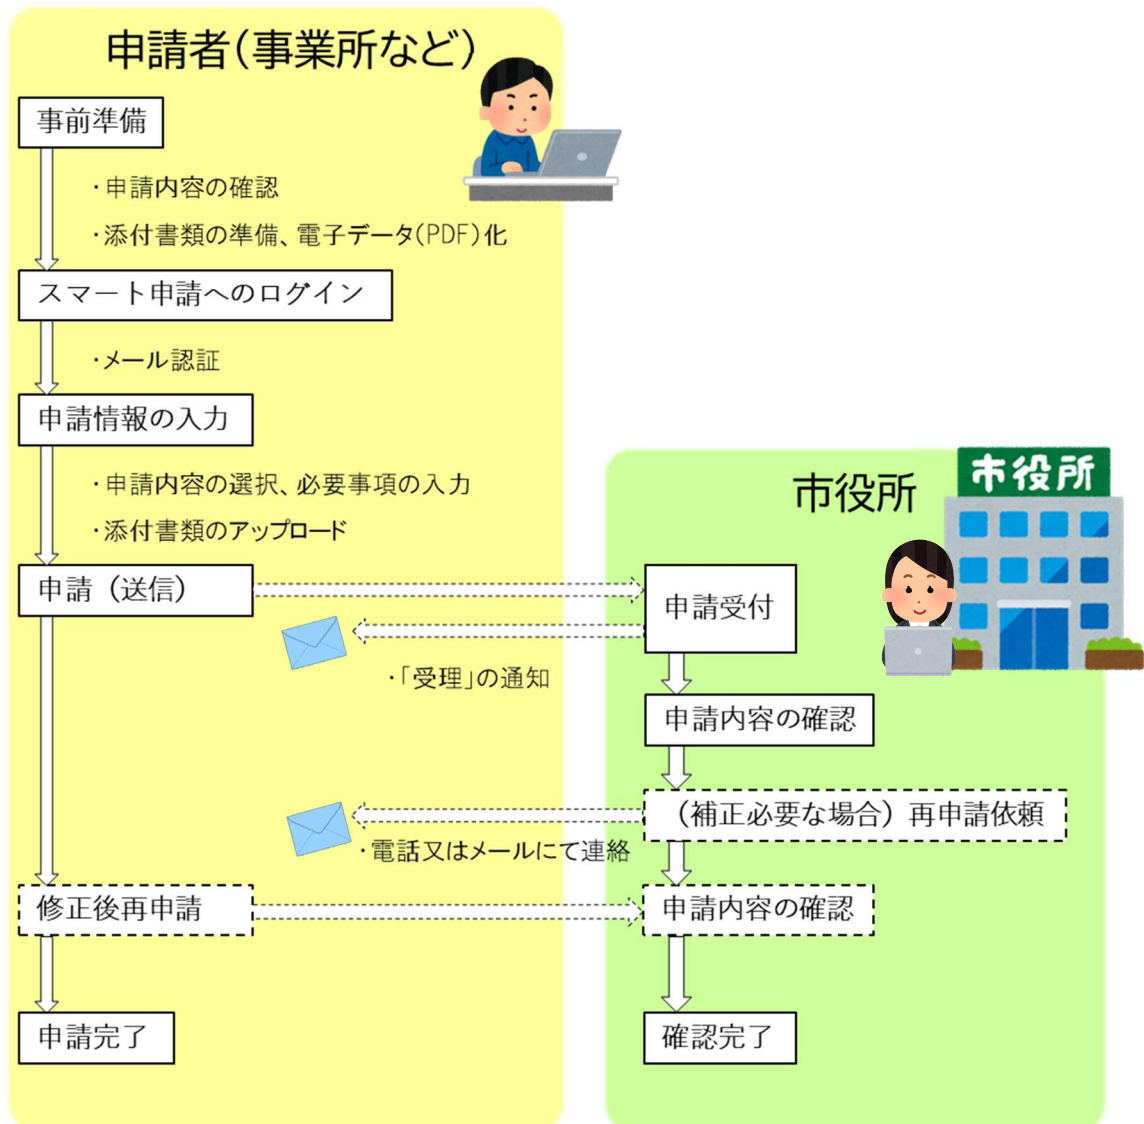 申請者(事業所など)
事前準備
・申請内容の確認
・添付書類の準備、電子データ(PDF)化
スマート申請へのログイン
・メール認証
申請情報の入力
・申請内容の選択、必要事項の入力
・添付書類のアップロード
市役所
市役所
申請（送信）
申請受付
・「受理」の通知
申請内容の確認
（補正必要な場合）再申請依頼
・電話又はメールにて連絡
修正後再申請
申請内容の確認
申請完了
確認完了